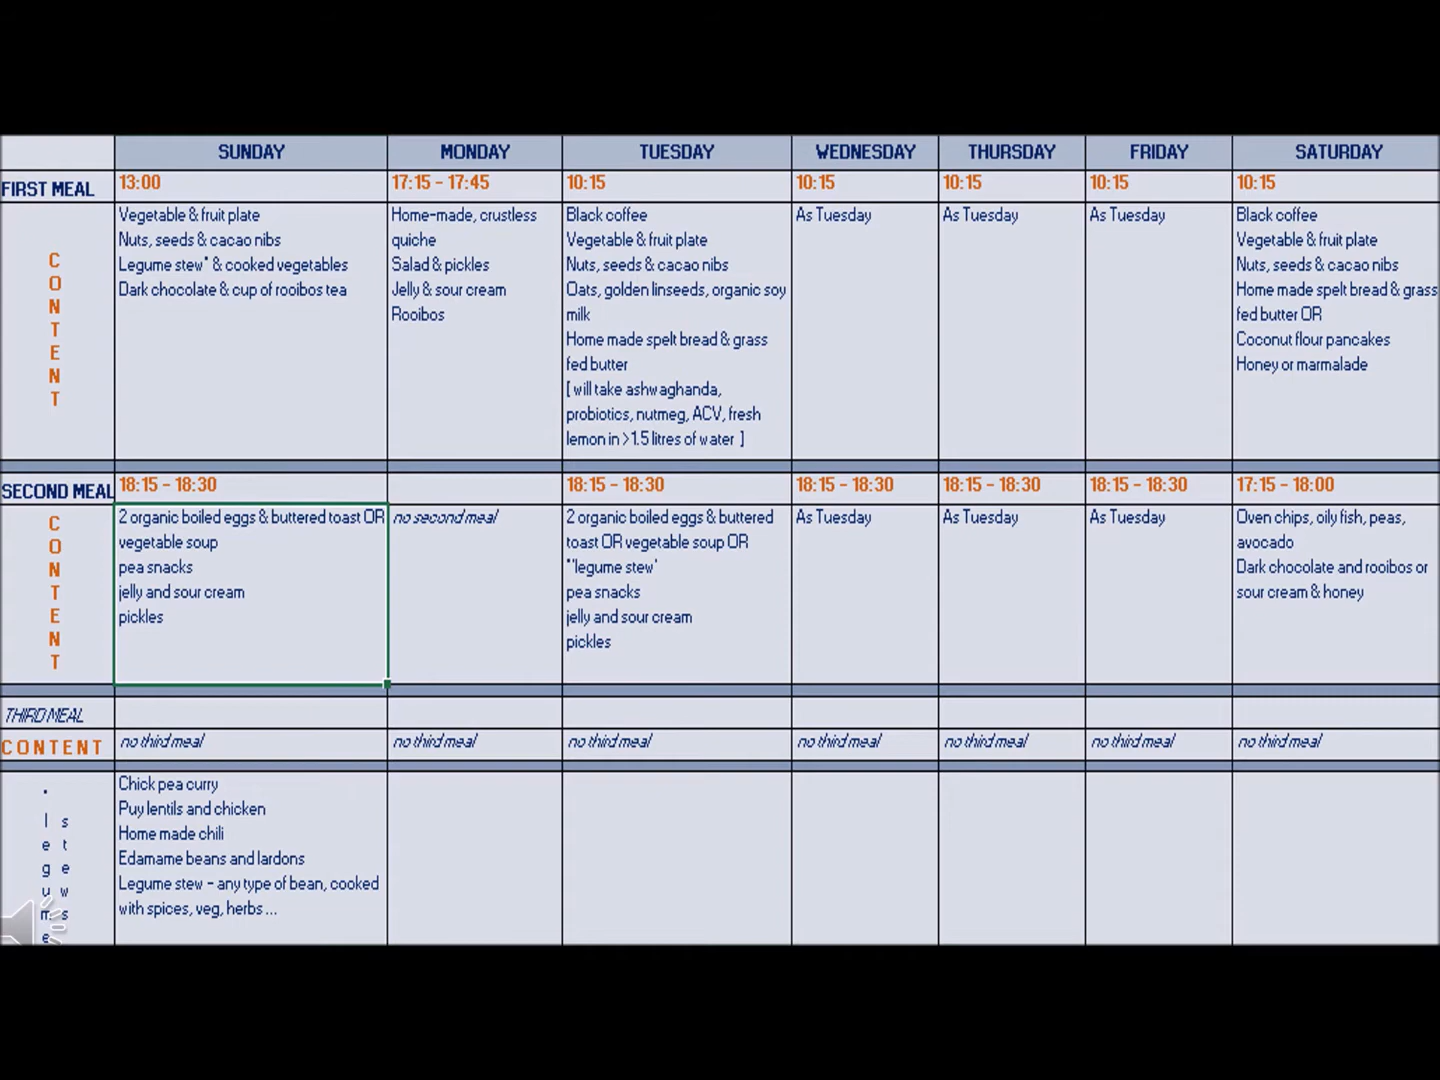 SUNDAY MONDAY TUESDAY WEDNESDAY THURSDAY FRIDAY SATURDAY
FIRST MEAL 13:00 17:15 - 17:45 10:15 10:15 10:15 10:15 10:15
CONTENT
Vegetable & fruit plate
Nuts, seeds & cacao nibs
Legume stew* & cooked vegetables
Dark chocolate & cup of rooibos tea
Home-made, crustless
quiche
Salad & pickles
Jelly & sour cream
Rooibos
Black coffee
Vegetable & fruit plate
Nuts, seeds & cacao nibs
Oats, golden linseeds, organic soy
milk
Home made spelt bread & grass
fed butter
[ will take ashwaghanda,
probiotics, nutmeg, ACV, fresh
lemon in >1.5 litres of water ]
As Tuesday
As Tuesday
As Tuesday
Black coffee
Vegetable & fruit plate
Nuts, seeds & cacao nibs
Home made spelt bread & grass
fed butter OR
Coconut flour pancakes
Honey or marmalade
SECOND MEAL 18:15 - 18:30 18:15 - 18:30 18:15 - 18:30 18:15 - 18:30 18:15 - 18:30 17:15 - 18:00
CONTENT
2 organic boiled eggs & buttered toast OR
vegetable soup
pea snacks
jelly and sour cream
pickles
no second meal
2 organic boiled eggs & buttered
toast OR vegetable soup OR
*'legume stew'
pea snacks
jelly and sour cream
pickles
As Tuesday
As Tuesday
As Tuesday
Oven chips, oily fish, peas,
avocado
Dark chocolate and rooibos or
sour cream & honey
THIRD MEAL
CONTENT no third meal no third meal no third meal no third meal no third meal no third meal no third meal
* legume stews
Chick pea curry
Puy lentils and chicken
Home made chili
Edamame beans and lardons
Legume stew - any type of bean, cooked
with spices, veg, herbs ...